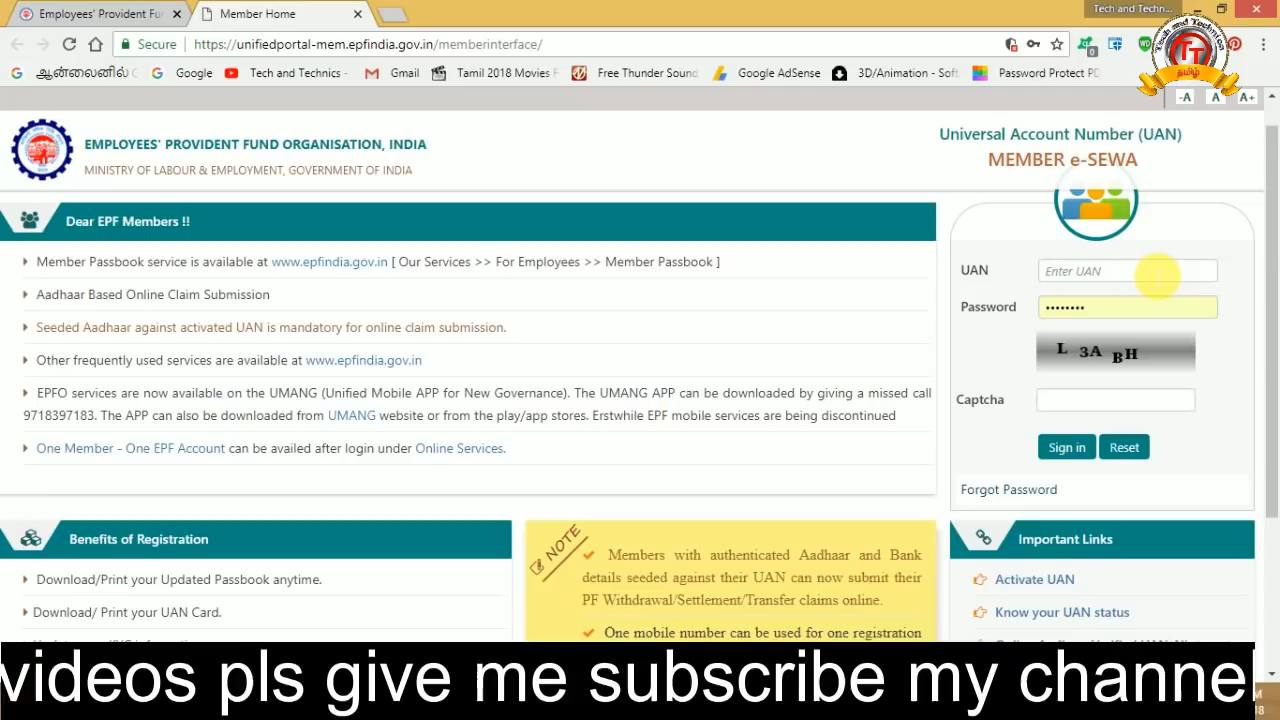 Employees' Provident Fu
Member Home
Tech and Techn...
Secure
https://unifiedportal-mem.epfindia.gov.in/memberinterface/
ஆன்லைனில் C
Google
Tech and Technics -
Gmail
Tamil 2018 Movies F
Free Thunder Sound
Google AdSense
3D/Animation - Soft
Password Protect PD
Tech and Technics
TT
தமிழ்
-A
A
A+
EMPLOYEES' PROVIDENT FUND ORGANISATION, INDIA
MINISTRY OF LABOUR & EMPLOYMENT, GOVERNMENT OF INDIA
Universal Account Number (UAN)
MEMBER e-SEWA
Dear EPF Members !!
Member Passbook service is available at www.epfindia.gov.in [ Our Services >> For Employees >> Member Passbook ]
Aadhaar Based Online Claim Submission
Seeded Aadhaar against activated UAN is mandatory for online claim submission.
Other frequently used services are available at www.epfindia.gov.in
EPFO services are now available on the UMANG (Unified Mobile APP for New Governance). The UMANG APP can be downloaded by giving a missed call
9718397183. The APP can also be downloaded from UMANG website or from the play/app stores. Erstwhile EPF mobile services are being discontinued
One Member - One EPF Account can be availed after login under Online Services.
UAN
Enter UAN
Password
L 3A BH
Captcha
Sign in
Reset
Forgot Password
Benefits of Registration
Download/Print your Updated Passbook anytime.
Download/ Print your UAN Card.
NOTE
Members with authenticated Aadhaar and Bank
details seeded against their UAN can now submit their
PF Withdrawal/Settlement/Transfer claims online.
One mobile number can be used for one registration
Important Links
Activate UAN
Know your UAN status
videos pls give me subscribe my channe